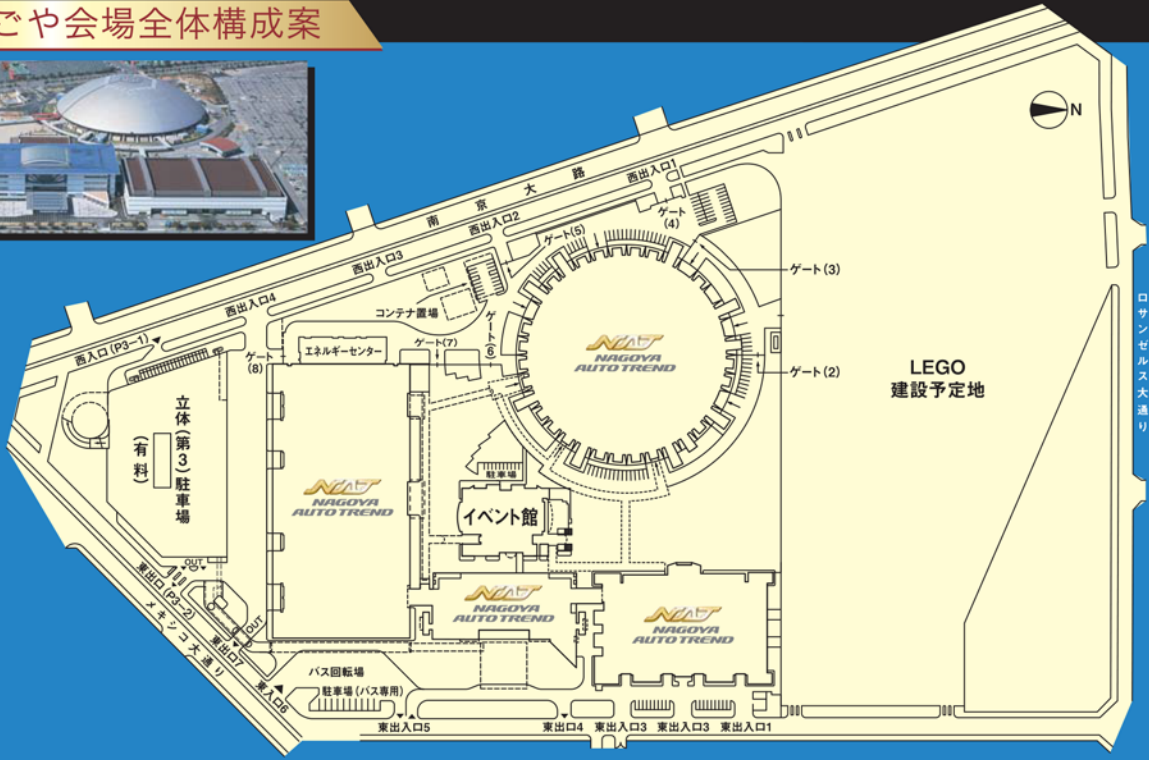 ごや会場全体構成案
N
南京大路
西出入口1
西出入口2
西出入口3
西出入口4
西入口(P3-1)
ゲート
(4)
ゲート(5)
ゲート(3)
ゲート(2)
コンテナ置場
ゲート(6)
ゲート(7)
ゲート
(8)
エネルギーセンター
NAT
NAGOYA
AUTO TREND
LEGO
建設予定地
ロサンゼルス大通り
立体(第3)駐車場
(有料)
NAT
NAGOYA
AUTO TREND
駐車場
イベント館
NAT
NAGOYA
AUTO TREND
NAT
NAGOYA
AUTO TREND
OUT
東出口(P3-2)
メキシコ大通り
OUT
東出口7
東入口6
バス回転場
駐車場(バス専用)
東出入口5
東出口4
東出入口3
東出入口3
東出入口1